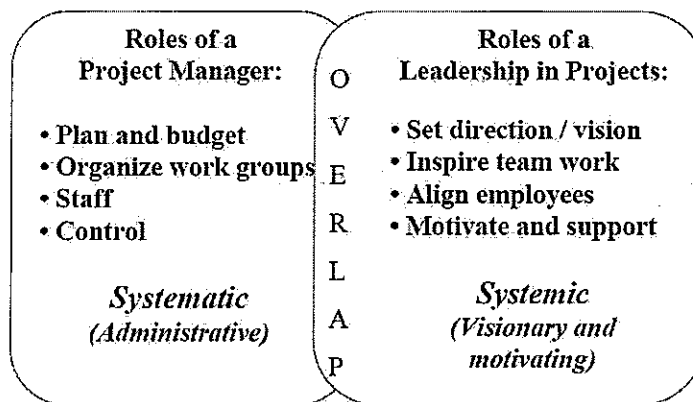 Roles of a
Project Manager:
• Plan and budget
• Organize work groups
• Staff
• Control
Systematic
(Administrative)
O
V
E
R
L
A
P
Roles of a
Leadership in Projects:
• Set direction / vision
• Inspire team work
• Align employees
• Motivate and support
Systemic
(Visionary and
motivating)